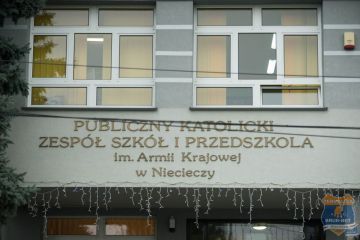 PUBLICZNY KATOLICKI
ZESPÓŁ SZKÓŁ I PRZEDSZKOLA
im. Armii Krajowej
w Niecieczy